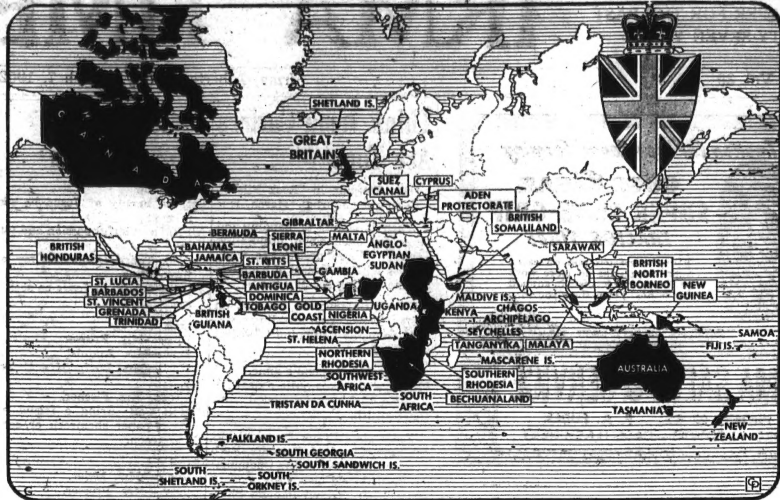 CANADA
SHETLAND IS.
GREAT
BRITAIN
SUEZ
CANAL
CYPRUS
ADEN
PROTECTORATE
BRITISH
SOMALILAND
GIBRALTAR
BERMUDA
SIERRA
LEONE
MALTA
ANGLO-
EGYPTIAN
SUDAN
SARAWAK
BRITISH
HONDURAS
BAHAMAS
JAMAICA
ST. KITTS
BARBUDA
ANTIGUA
DOMINICA
TOBAGO
GAMBIA
BRITISH
NORTH
BORNEO
NEW
GUINEA
ST. LUCIA
BARBADOS
ST. VINCENT
GRENADA
TRINIDAD
BRITISH
GUIANA
GOLD
COAST
NIGERIA
UGANDA
MALDIVE IS.
KENYA
CHAGOS
ARCHIPELAGO
SEYCHELLES
TANGANYIKA
MALAYA
SAMOA
FIJI IS.
ASCENSION
ST. HELENA
NORTHERN
RHODESIA
MASCARENE IS.
SOUTHERN
RHODESIA
SOUTHWEST
AFRICA
BECHUANALAND
AUSTRALIA
TRISTAN DA CUNHA
SOUTH
AFRICA
TASMANIA
NEW
ZEALAND
FALKLAND IS.
SOUTH GEORGIA
SOUTH SANDWICH IS.
SOUTH
SHETLAND IS.
SOUTH
ORKNEY IS.
G
CP